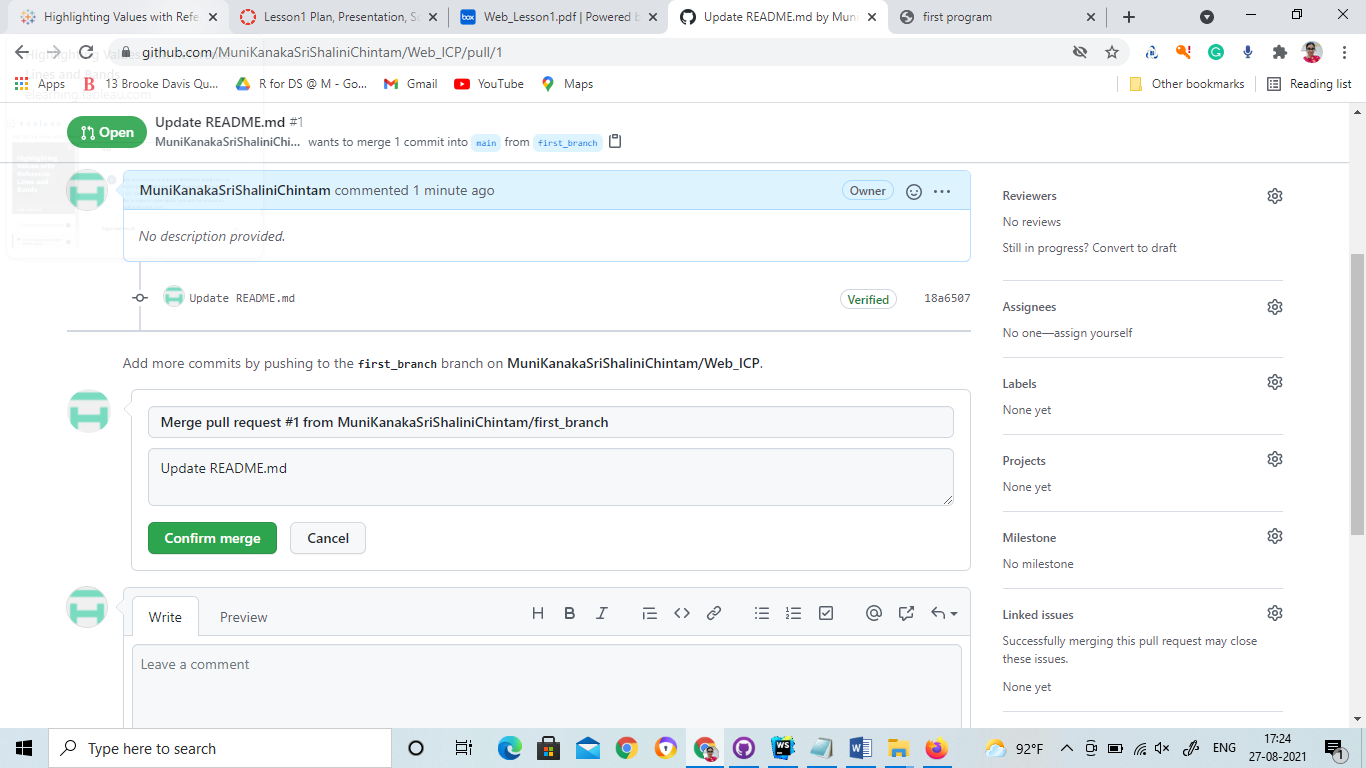 Highlighting Values with Refe
Lesson1 Plan, Presentation, S
Web_Lesson1.pdf | Powered b
Update README.md by Mun
first program
github.com/MuniKanakaSriShaliniChintam/Web_ICP/pull/1
Apps
13 Brooke Davis Qu...
R for DS @ M - Go...
Gmail
YouTube
Maps
Other bookmarks
Reading list
Open
Update README.md #1
MuniKanakaSriShaliniChi... wants to merge 1 commit into main from first_branch
MuniKanakaSriShaliniChintam commented 1 minute ago
Owner
No description provided.
Update README.md
Verified
18a6507
Add more commits by pushing to the first_branch branch on MuniKanakaSriShaliniChintam/Web_ICP.
Merge pull request #1 from MuniKanakaSriShaliniChintam/first_branch
Update README.md
Confirm merge
Cancel
Write
Preview
Leave a comment
Reviewers
No reviews
Still in progress? Convert to draft
Assignees
No one—assign yourself
Labels
None yet
Projects
None yet
Milestone
No milestone
Linked issues
Successfully merging this pull request may close
these issues.
None yet
Type here to search
92°F
ENG
17:24
27-08-2021
1